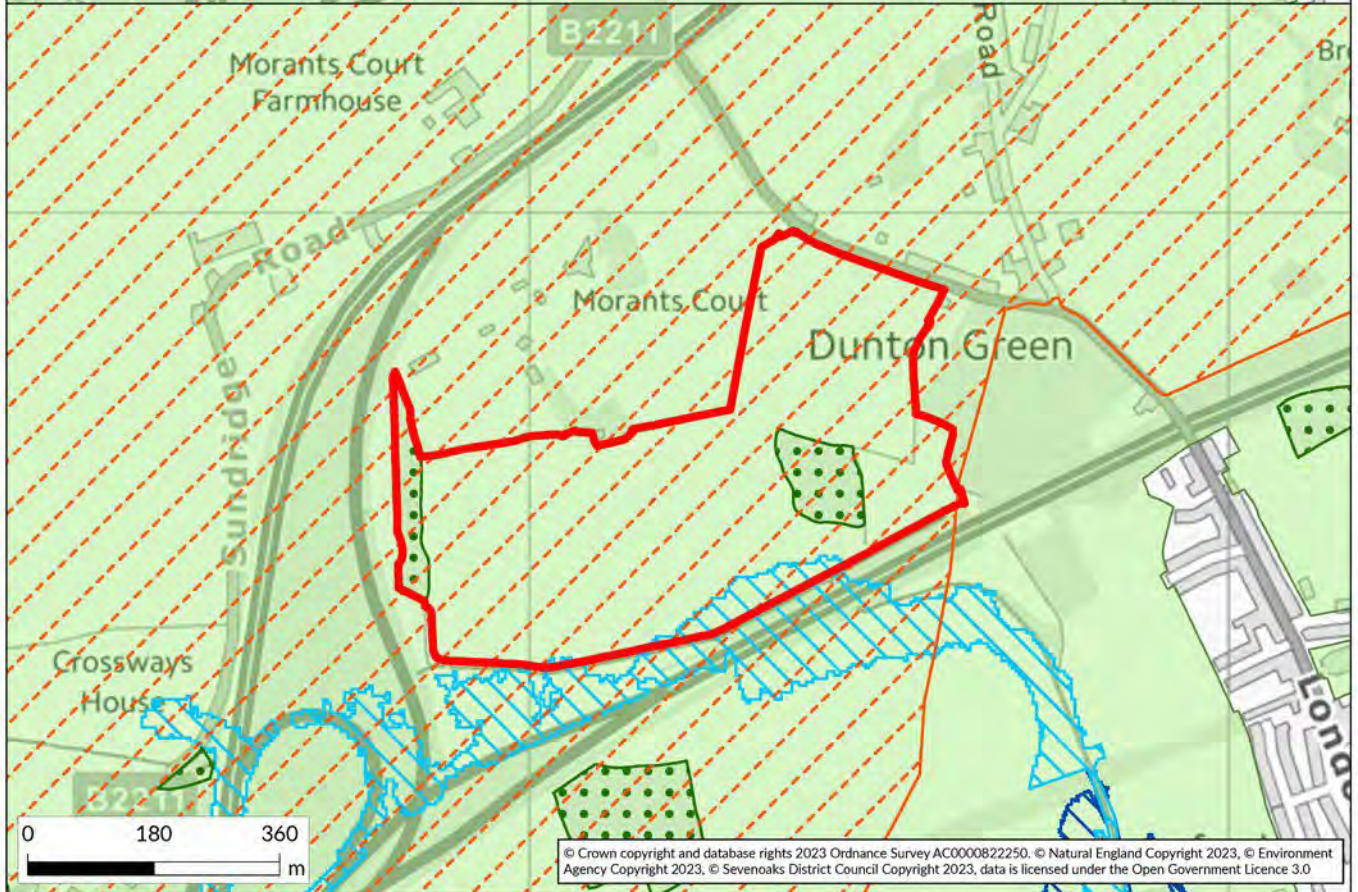 B2211
Road
Morants Court
Farmhouse
Road
Morants Court
Dunton Green
Sundridge
Crossways
House
B2211
0 180 360
m
© Crown copyright and database rights 2023 Ordnance Survey AC0000822250. © Natural England Copyright 2023, © Environment
Agency Copyright 2023, © Sevenoaks District Council Copyright 2023, data is licensed under the Open Government Licence 3.0